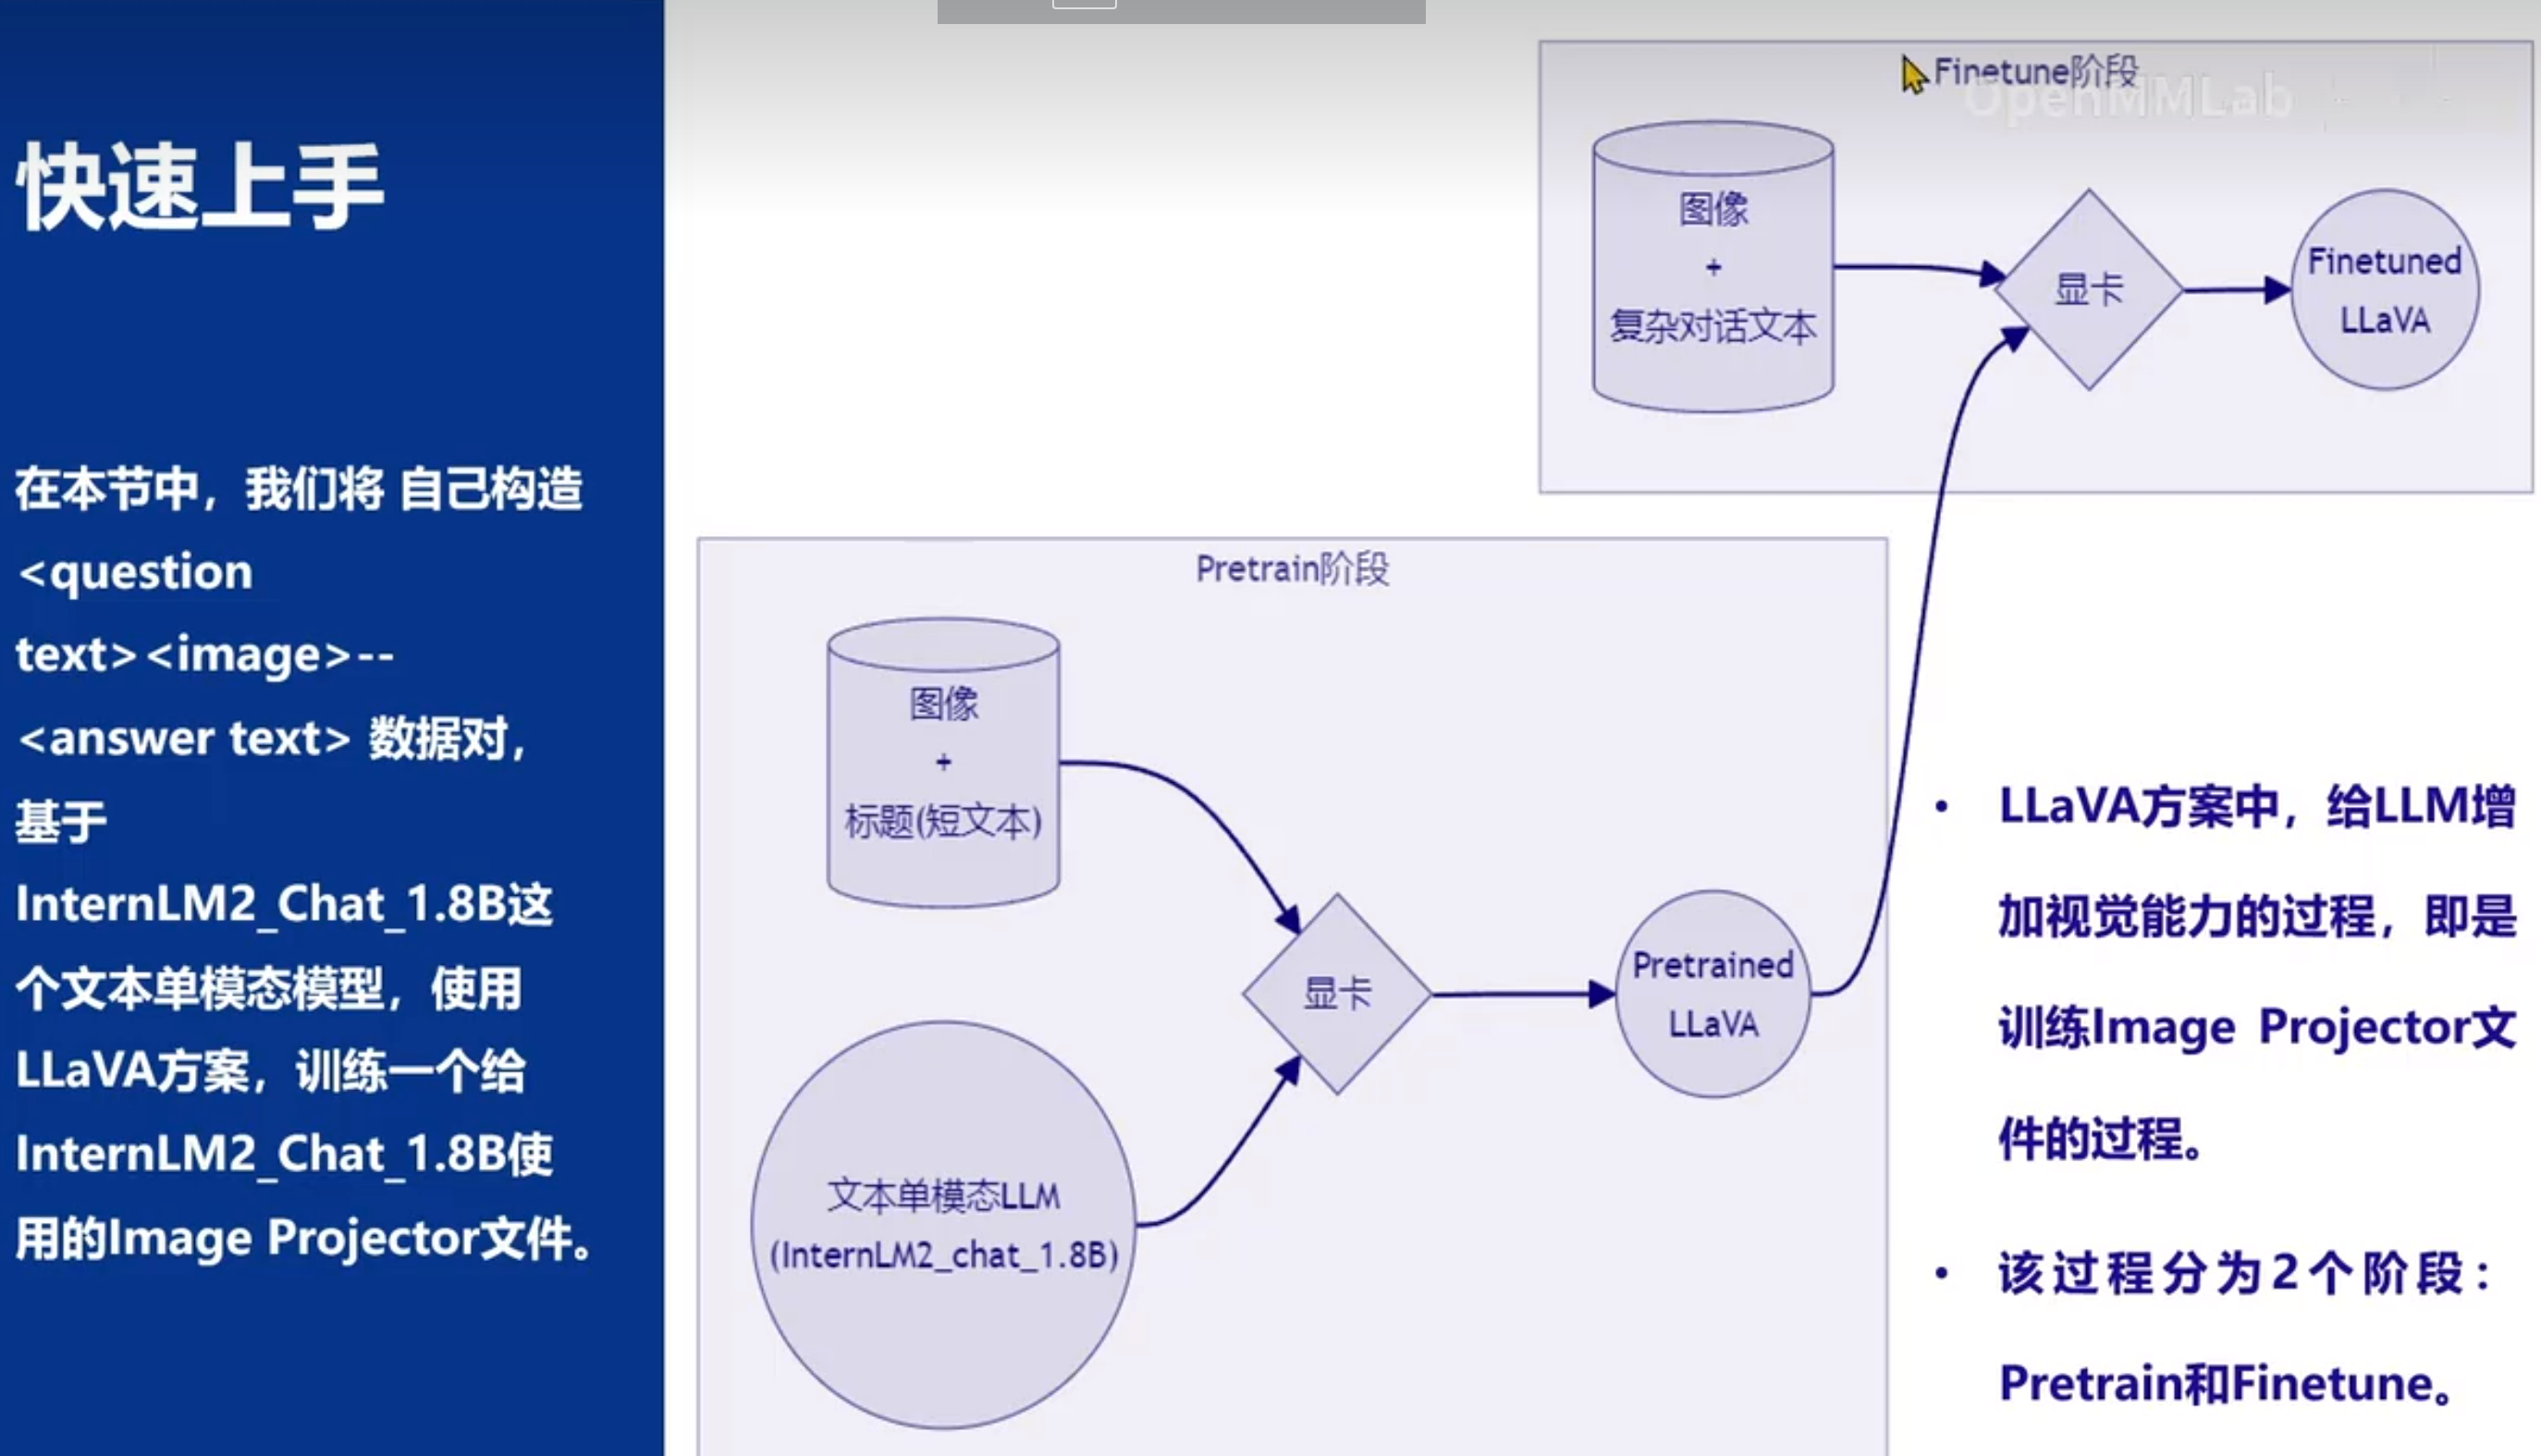 快速上手
在本节中，我们将 自己构造
<question
text><image>--
<answer text> 数据对，
基于
InternLM2_Chat_1.8B这
个文本单模态模型，使用
LLaVA方案，训练一个给
InternLM2_Chat_1.8B使
用的Image Projector文件。
Finetune阶段
OpenMMLab
图像
+
复杂对话文本
显卡
Finetuned
LLaVA
Pretrain阶段
图像
+
标题(短文本)
显卡
Pretrained
LLaVA
文本单模态LLM
(InternLM2_chat_1.8B)
• LLaVA方案中，给LLM增
加视觉能力的过程，即是
训练Image Projector文
件的过程。
• 该过程分为2个阶段：
Pretrain和Finetune。